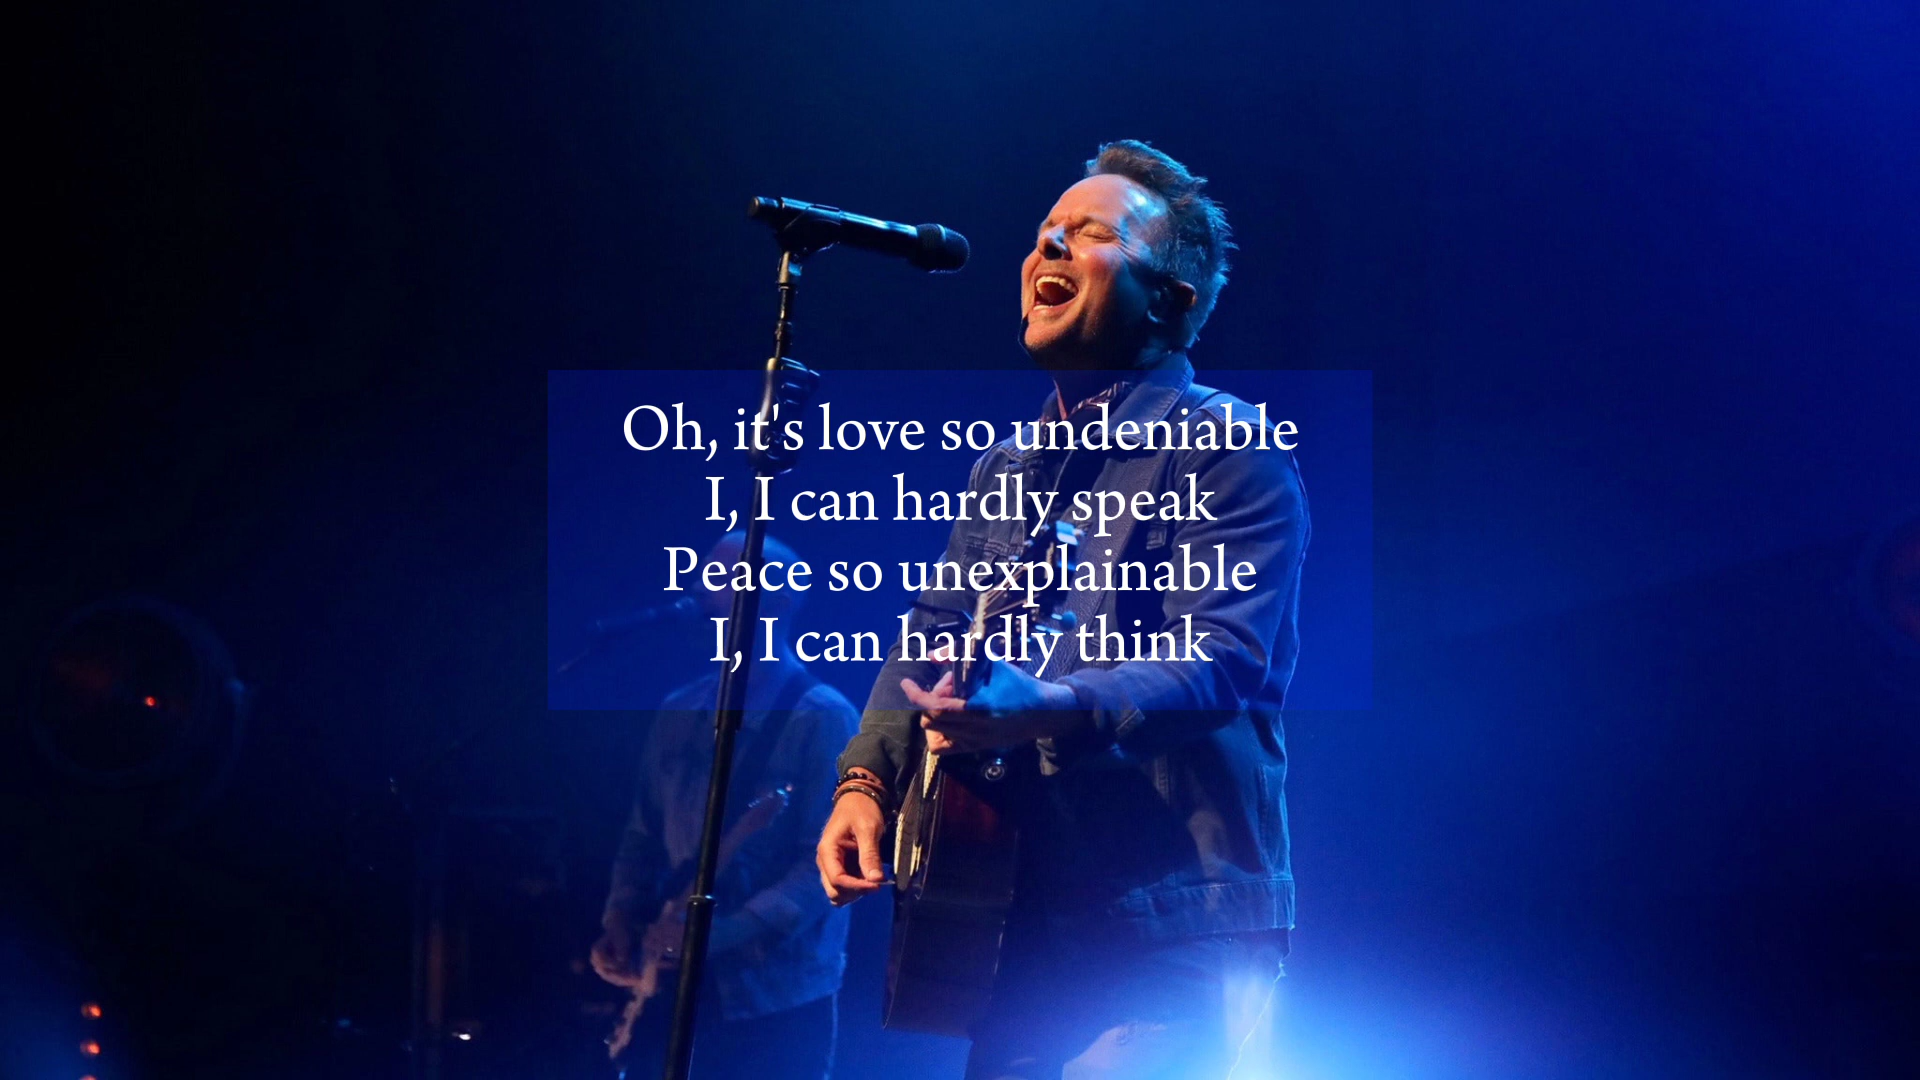 Oh, it's love so undeniable
I, I can hardly speak
Peace so unexplainable
I, I can hardly think